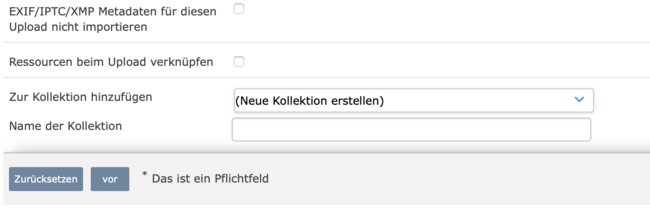 EXIF/IPTC/XMP Metadaten für diesen
Upload nicht importieren
Ressourcen beim Upload verknüpfen
Zur Kollektion hinzufügen
(Neue Kollektion erstellen)
Name der Kollektion
Zurücksetzen vor * Das ist ein Pflichtfeld